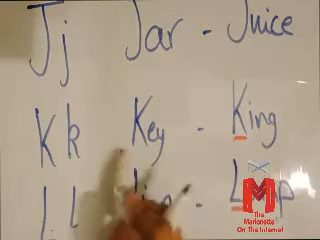 Jj Jar - Juice
Kk Key - King
The
Marionette
On The Internet